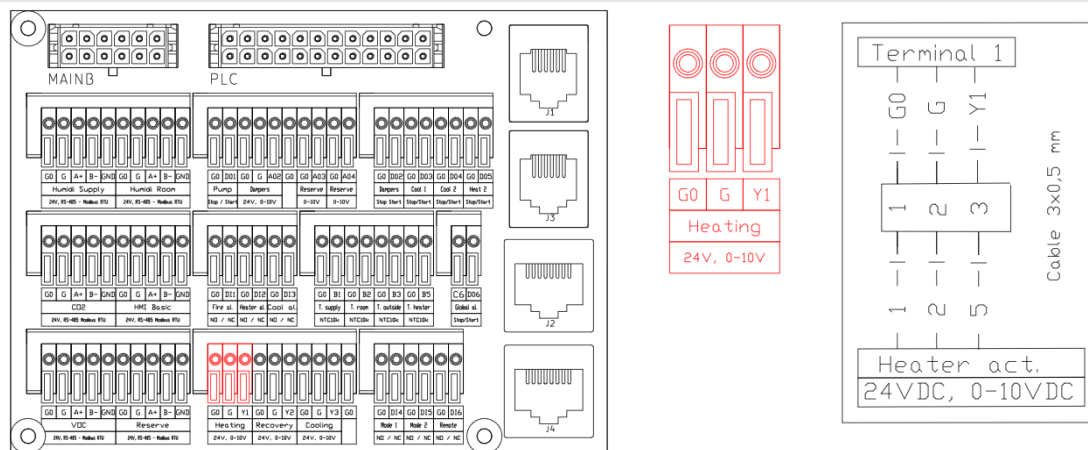 MAINB
PLC
J1
G0 G A+ B- GND G0 G A+ B- GND
Humidi Supply Humidi Room
24V, RS-485 - Modbus RTU 24V, RS-485 - Modbus RTU
G0 DO1 G0 G AO2 G0 G0 AO3 G0 AO4
Pump Dampers Reserve Reserve
Stop / Start 24V, 0-10V 0-10V 0-10V
G0 DO2 G0 DO3 G0 DO4 G0 DO5
Dampers Cool 1 Cool 2 Heat 2
Stop Start Stop/Start Stop/Start Stop/Start
J3
G0 G A+ B- GND G0 G A+ B- GND
CO2 HMI Basic
24V, RS-485 Modbus RTU 24V, RS-485 - Modbus RTU
G0 DI1 G0 DI2 G0 DI3
Fire al. Heater al. Cool al.
NO / NC NO / NC NO / NC
G0 B1 G0 B2 G0 B3 G0 B5
T. supply T. room T. outside T. heater
NTC10k NTC10k NTC10k NTC10k
C6 DO6
Global al.
Stop/Start
J2
G0 G A+ B- GND G0 G A+ B- GND
VOC Reserve
24V, RS-485 - Modbus RTU 24V, RS-485 - Modbus RTU
G0 G Y1 G0 G Y2 G0 G Y3 G0
Heating Recovery Cooling
24V, 0-10V 24V, 0-10V 24V, 0-10V
G0 DI4 G0 DI5 G0 DI6
Mode 1 Mode 2 Remote
NO / NC NO / NC NO / NC
J4
G0 G Y1
Heating
24V, 0-10V
Terminal 1
G0 G Y1
1 2 3
1 2 5
Cable 3x0,5 mm
Heater act.
24VDC, 0-10VDC